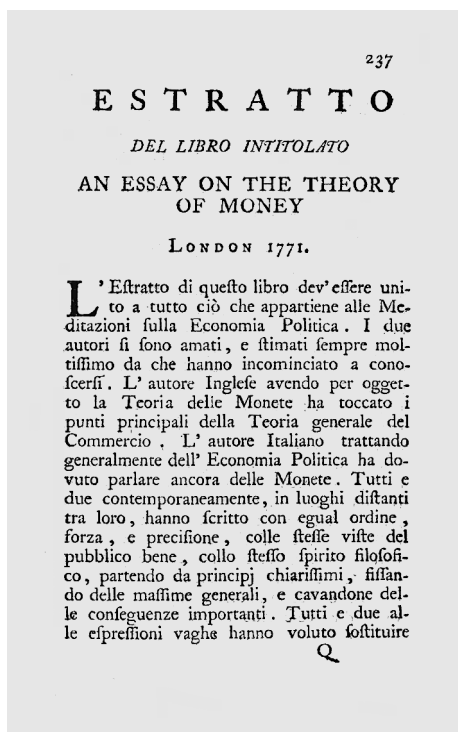 237
ESTRATTO
DEL LIBRO INTITOLATO
AN ESSAY ON THE THEORY
OF MONEY
LONDON 1771.
L'Eſtratto di queſto libro dev'eſſere uni-
to a tutto ciò che appartiene alle Me-
ditazioni ſulla Economia Politica. I due
autori ſi ſono amati, e ſtimati ſempre mol-
tiſſimo da che hanno incominciato a cono-
ſcerſi. L'autore Ingleſe avendo per ogget-
to la Teoria delle Monete ha toccato i
punti principali della Teoria generale del
Commercio. L'autore Italiano trattando
generalmente dell'Economia Politica ha do-
vuto parlare ancora delle Monete. Tutti e
due contemporaneamente, in luoghi diſtanti
tra loro, hanno ſcritto con egual ordine,
forza, e preciſione, colle ſteſſe viſte del
pubblico bene, collo ſteſſo ſpirito filoſofi-
co, partendo da principj chiariſſimi, fiſſan-
do delle maſſime generali, e cavandone del-
le conſeguenze importanti. Tutti e due al-
le eſpreſſioni vaghe hanno voluto ſoſtituire
Q